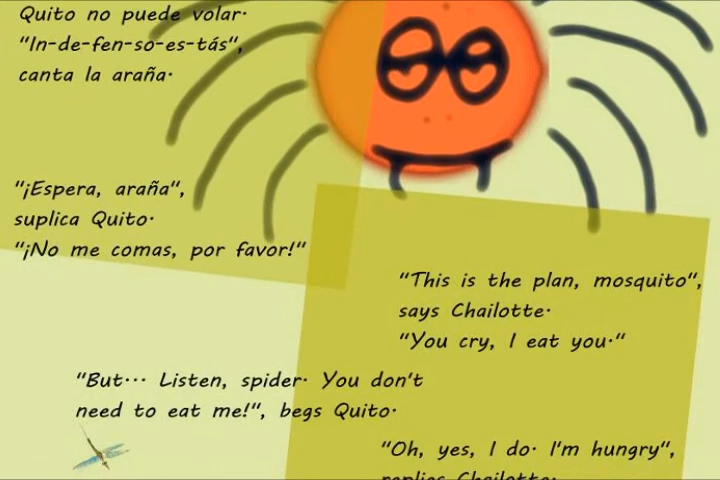 Quito no puede volar.
"In-de-fen-so-es-tás",
canta la araña.
"¡Espera, araña",
suplica Quito.
"¡No me comas, por favor!"
"This is the plan, mosquito",
says Chailotte.
"You cry, I eat you."
"But... Listen, spider. You don't
need to eat me!", begs Quito.
"Oh, yes, I do. I'm hungry",
replies Chailotte.